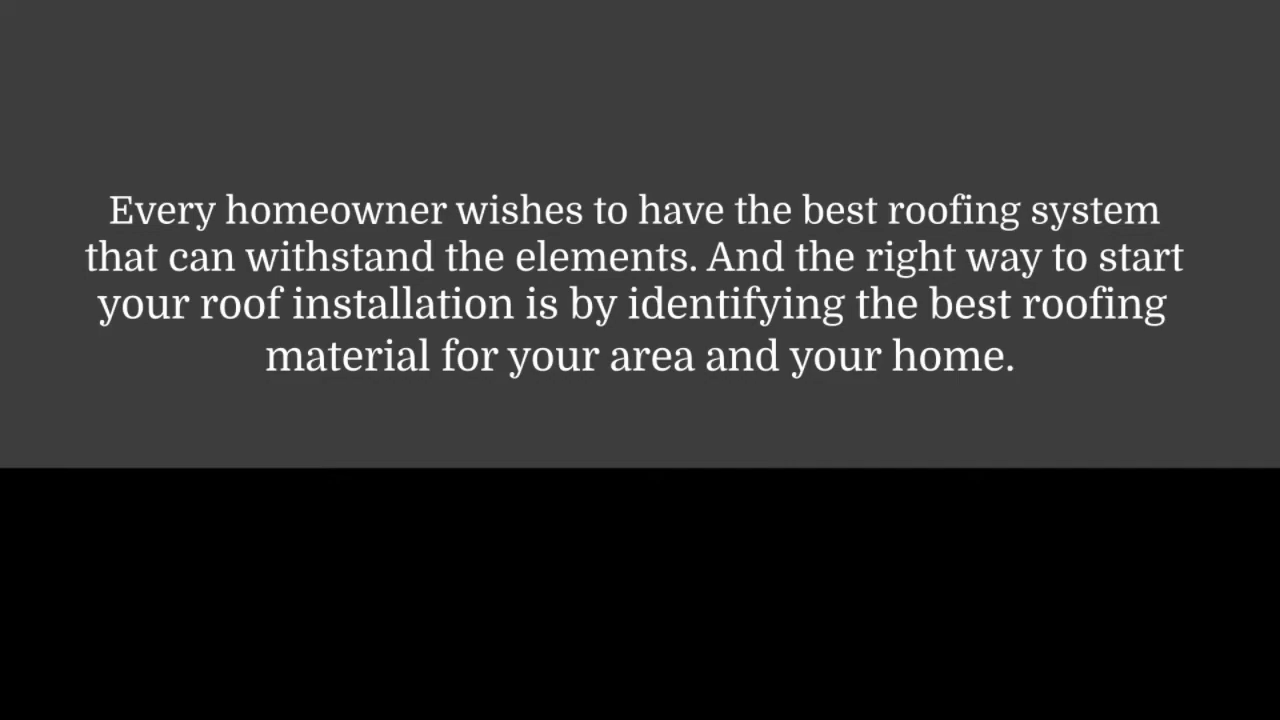 Every homeowner wishes to have the best roofing system
that can withstand the elements. And the right way to start
your roof installation is by identifying the best roofing
material for your area and your home.